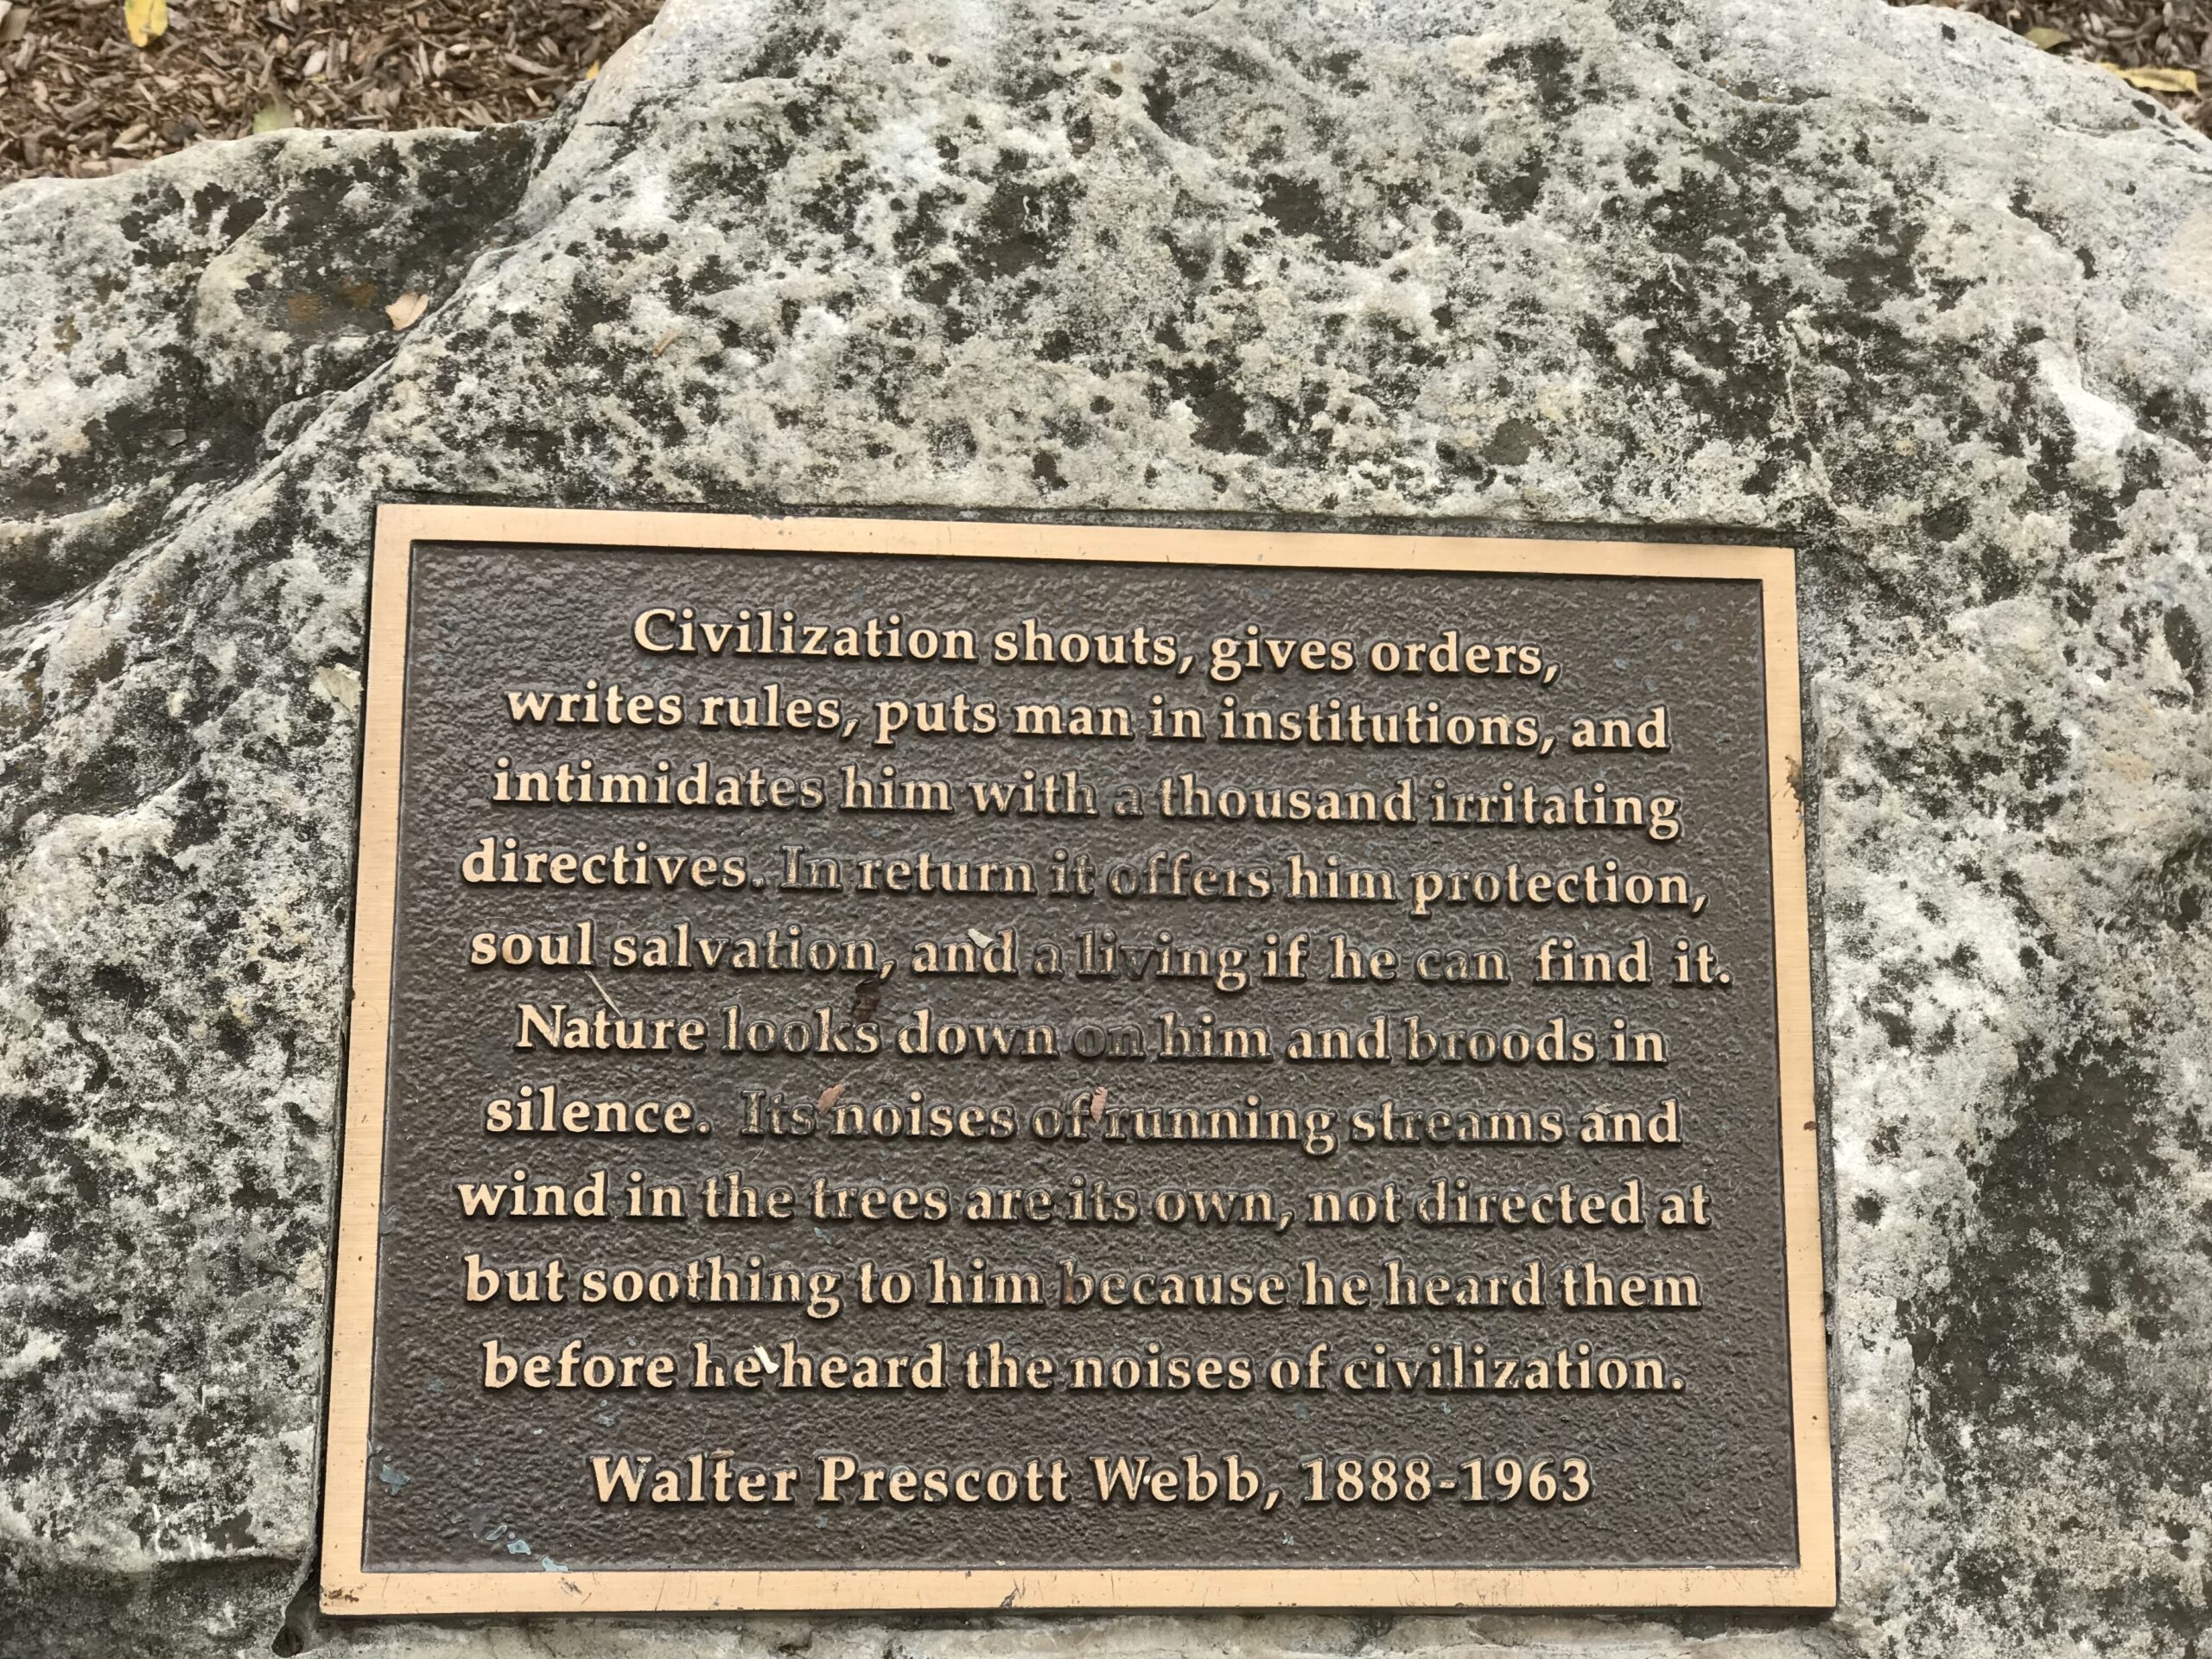 Civilization shouts, gives orders,
writes rules, puts man in institutions, and
intimidates him with a thousand irritating
directives. In return it offers him protection,
soul salvation, and a living if he can find it.
Nature looks down on him and broods in
silence. Its noises of running streams and
wind in the trees are its own, not directed at
but soothing to him because he heard them
before he heard the noises of civilization.
Walter Prescott Webb, 1888-1963